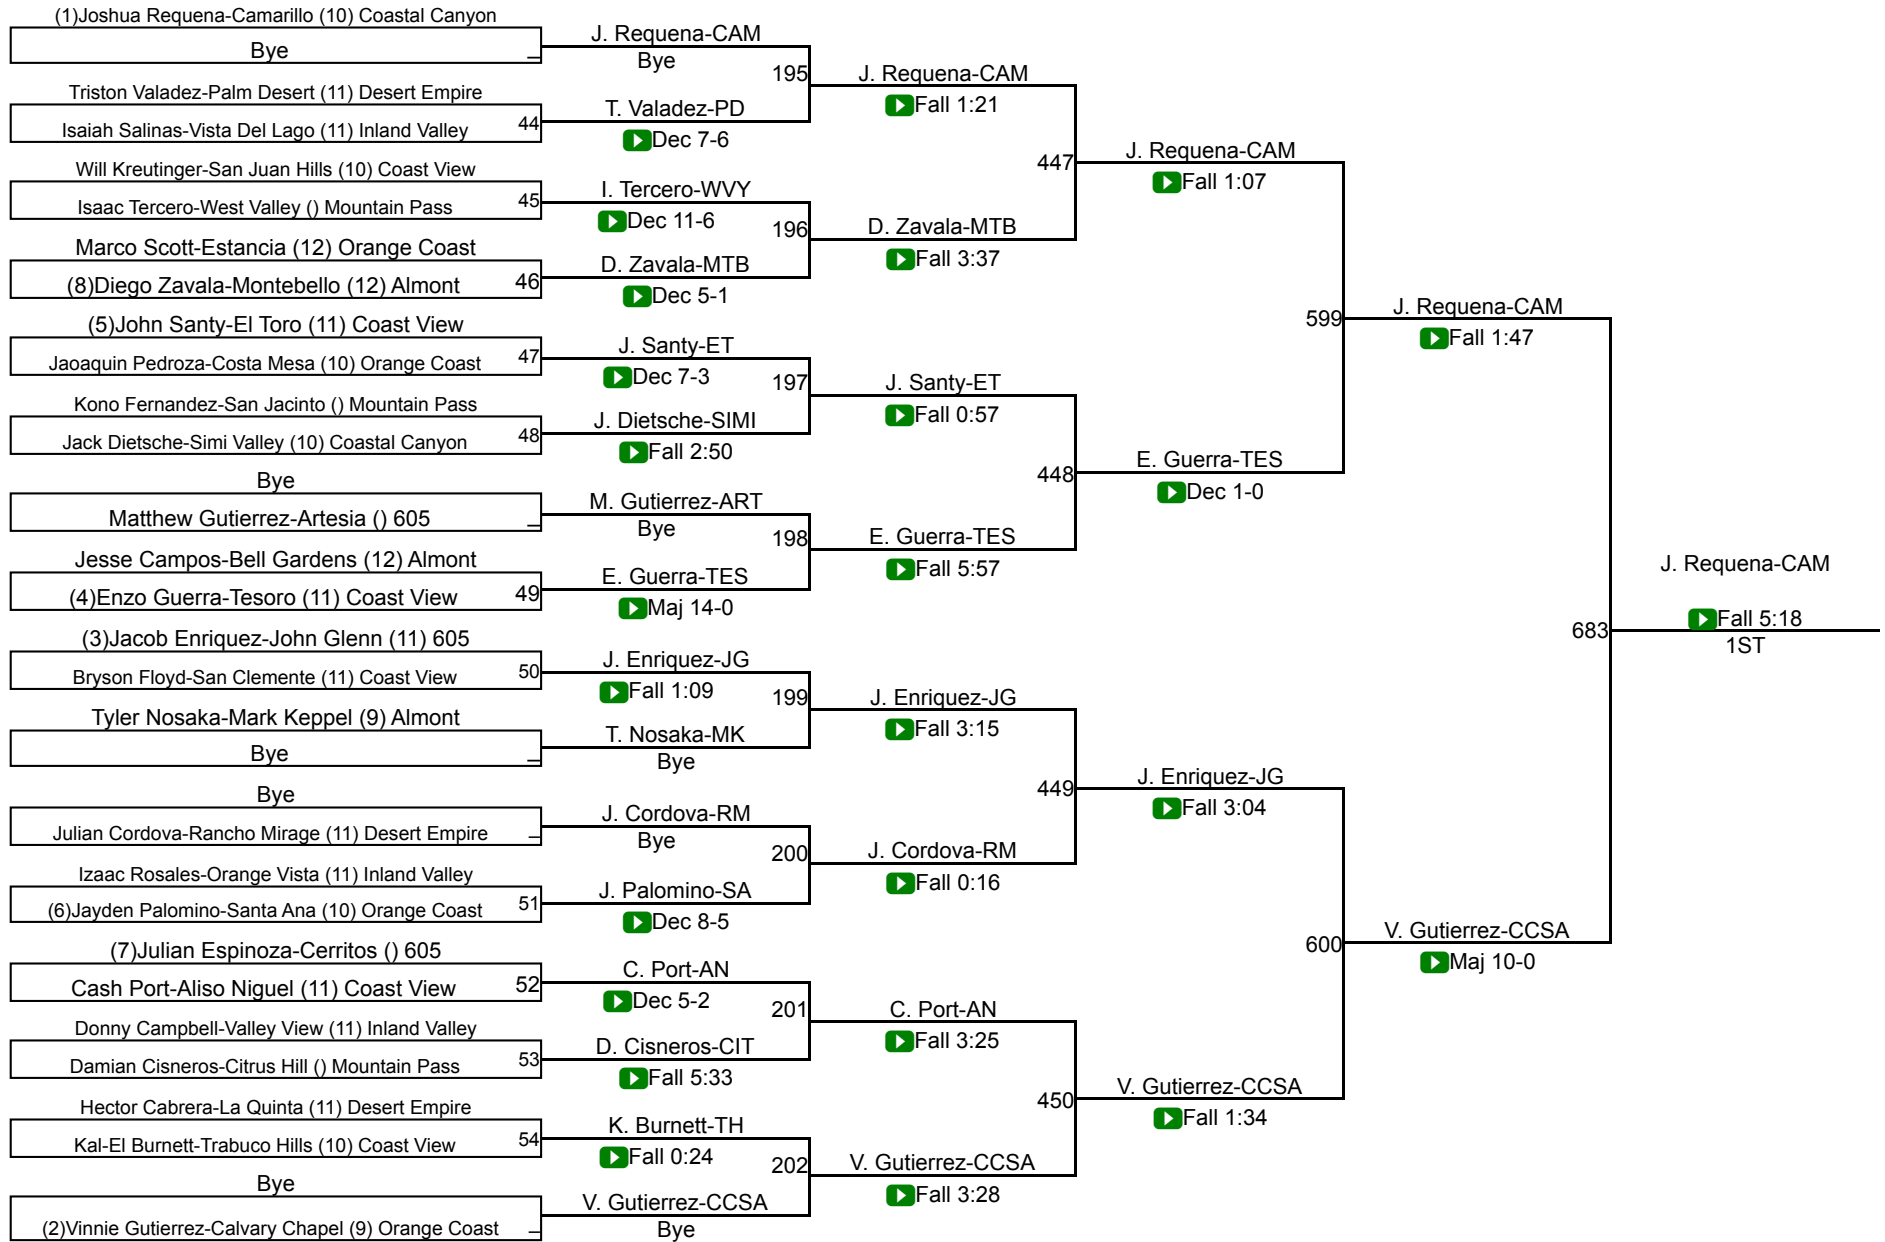 (1)Joshua Requena-Camarillo (10) Coastal Canyon
Bye
_
Triston Valadez-Palm Desert (11) Desert Empire
Isaiah Salinas-Vista Del Lago (11) Inland Valley
44
Will Kreutinger-San Juan Hills (10) Coast View
Isaac Tercero-West Valley () Mountain Pass
45
Marco Scott-Estancia (12) Orange Coast
(8)Diego Zavala-Montebello (12) Almont
46
(5)John Santy-El Toro (11) Coast View
Jaoaquin Pedroza-Costa Mesa (10) Orange Coast
47
Kono Fernandez-San Jacinto () Mountain Pass
Jack Dietsche-Simi Valley (10) Coastal Canyon
48
Bye
Matthew Gutierrez-Artesia () 605
_
Jesse Campos-Bell Gardens (12) Almont
(4)Enzo Guerra-Tesoro (11) Coast View
49
(3)Jacob Enriquez-John Glenn (11) 605
Bryson Floyd-San Clemente (11) Coast View
50
Tyler Nosaka-Mark Keppel (9) Almont
Bye
_
Bye
Julian Cordova-Rancho Mirage (11) Desert Empire
_
Izaac Rosales-Orange Vista (11) Inland Valley
(6)Jayden Palomino-Santa Ana (10) Orange Coast
51
(7)Julian Espinoza-Cerritos () 605
Cash Port-Aliso Niguel (11) Coast View
52
Donny Campbell-Valley View (11) Inland Valley
Damian Cisneros-Citrus Hill () Mountain Pass
53
Hector Cabrera-La Quinta (11) Desert Empire
Kal-El Burnett-Trabuco Hills (10) Coast View
54
Bye
(2)Vinnie Gutierrez-Calvary Chapel (9) Orange Coast
_
J. Requena-CAM
Bye
195
T. Valadez-PD
Dec 7-6
I. Tercero-WVY
Dec 11-6
196
D. Zavala-MTB
Dec 5-1
J. Santy-ET
Dec 7-3
197
J. Dietsche-SIMI
Fall 2:50
M. Gutierrez-ART
Bye
198
E. Guerra-TES
Maj 14-0
J. Enriquez-JG
Fall 1:09
199
T. Nosaka-MK
Bye
J. Cordova-RM
Bye
200
J. Palomino-SA
Dec 8-5
C. Port-AN
Dec 5-2
201
D. Cisneros-CIT
Fall 5:33
K. Burnett-TH
Fall 0:24
202
V. Gutierrez-CCSA
Bye
J. Requena-CAM
Fall 1:21
447
D. Zavala-MTB
Fall 3:37
J. Santy-ET
Fall 0:57
448
E. Guerra-TES
Fall 5:57
J. Enriquez-JG
Fall 3:15
449
J. Cordova-RM
Fall 0:16
C. Port-AN
Fall 3:25
450
V. Gutierrez-CCSA
Fall 3:28
J. Requena-CAM
Fall 1:07
599
E. Guerra-TES
Dec 1-0
J. Enriquez-JG
Fall 3:04
600
V. Gutierrez-CCSA
Fall 1:34
J. Requena-CAM
Fall 1:47
683
V. Gutierrez-CCSA
Maj 10-0
J. Requena-CAM
Fall 5:18
1ST